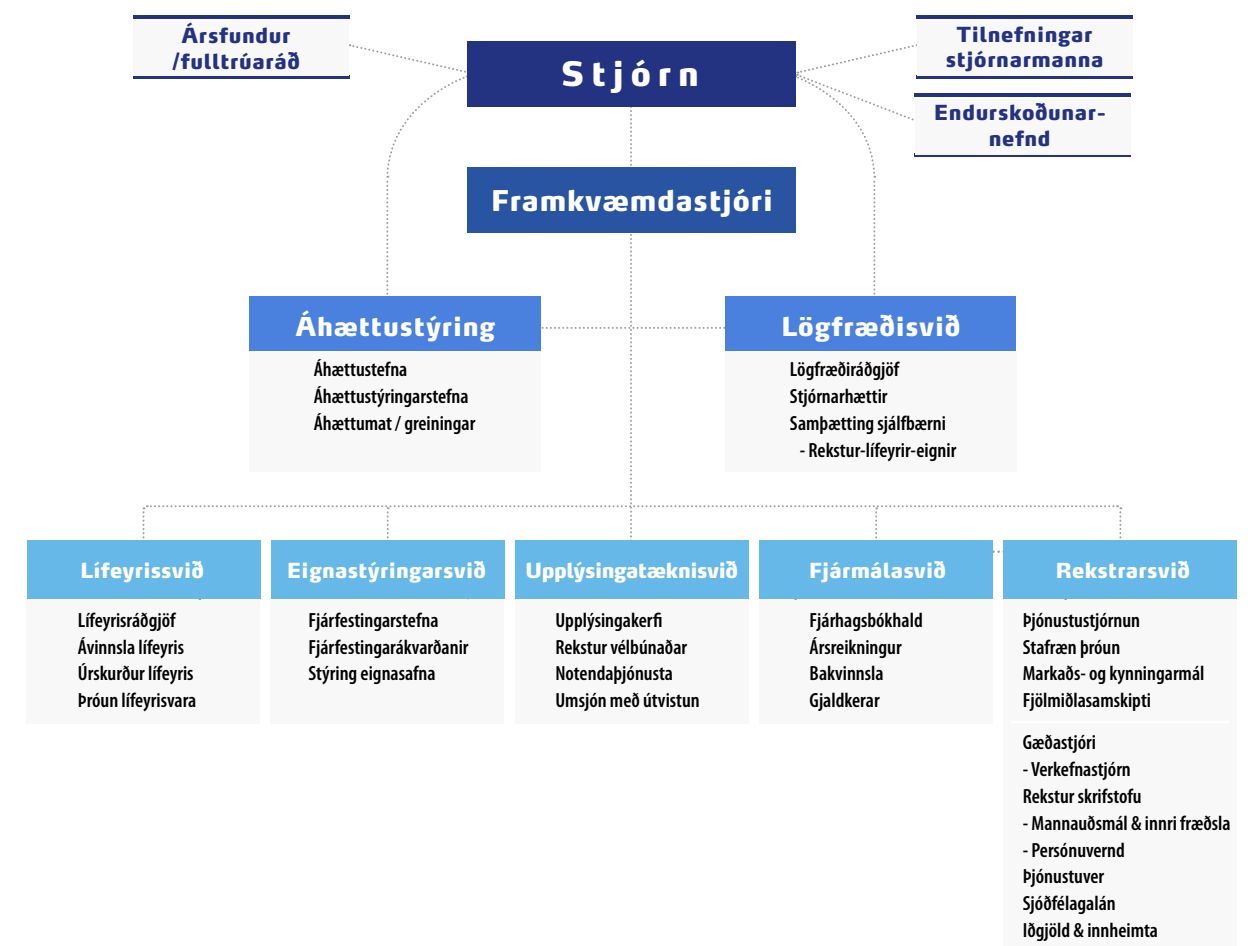 Ársfundur
/fulltrúaráð
Stjórn
Tilnefningar
stjórnarmanna
Endurskoðunar-
nefnd
Framkvæmdastjóri
Áhættustýring
Áhættustefna
Áhættustýringarstefna
Áhættumat / greiningar
Lögfræðisvið
Lögfræðiráðgjöf
Stjórnarhættir
Samþætting sjálfbærni
- Rekstur-lífeyrir-eignir
Lífeyrissvið
Lífeyrisráðgjöf
Ávinnsla lífeyris
Úrskurður lífeyris
Þróun lífeyrisvara
Eignastýringarsvið
Fjárfestingarstefna
Fjárfestingarákvarðanir
Stýring eignasafna
Upplýsingatæknisvið
Upplýsingakerfi
Rekstur vélbúnaðar
Notendaþjónusta
Umsjón með útvistun
Fjármálasvið
Fjárhagsbókhald
Ársreikningur
Bakvinnsla
Gjaldkerar
Rekstrarsvið
Þjónustustjórnun
Stafræn þróun
Markaðs- og kynningarmál
Fjölmiðlasamskipti
Gæðastjóri
- Verkefnastjórn
Rekstur skrifstofu
- Mannauðsmál & innri fræðsla
- Persónuvernd
Þjónustuver
Sjóðfélagalán
Iðgjöld & innheimta